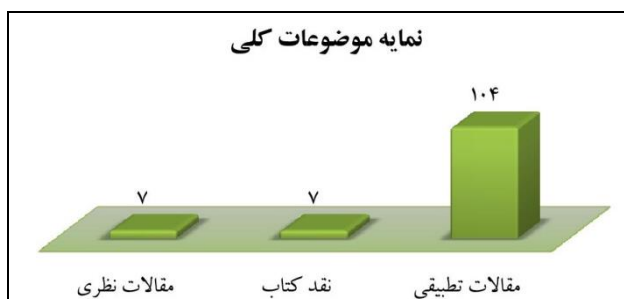 نمایه موضوعات کلی
۱۰۴
۷
۷
مقالات تطبیقی
نقد کتاب
مقالات نظری